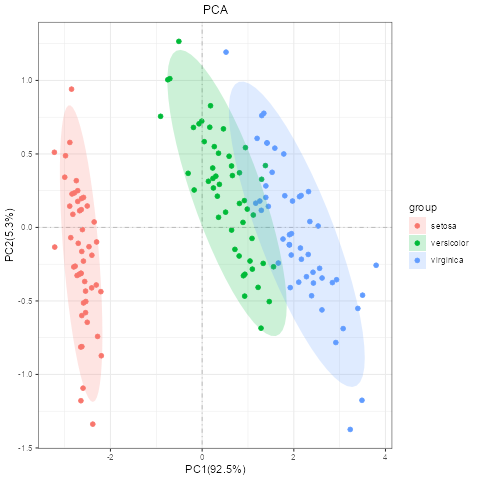 PCA
PC2(5.3%)
1.0
0.5
0.0
-0.5
-1.0
-1.5
-2
0
2
4
PC1(92.5%)
group
setosa
versicolor
virginica